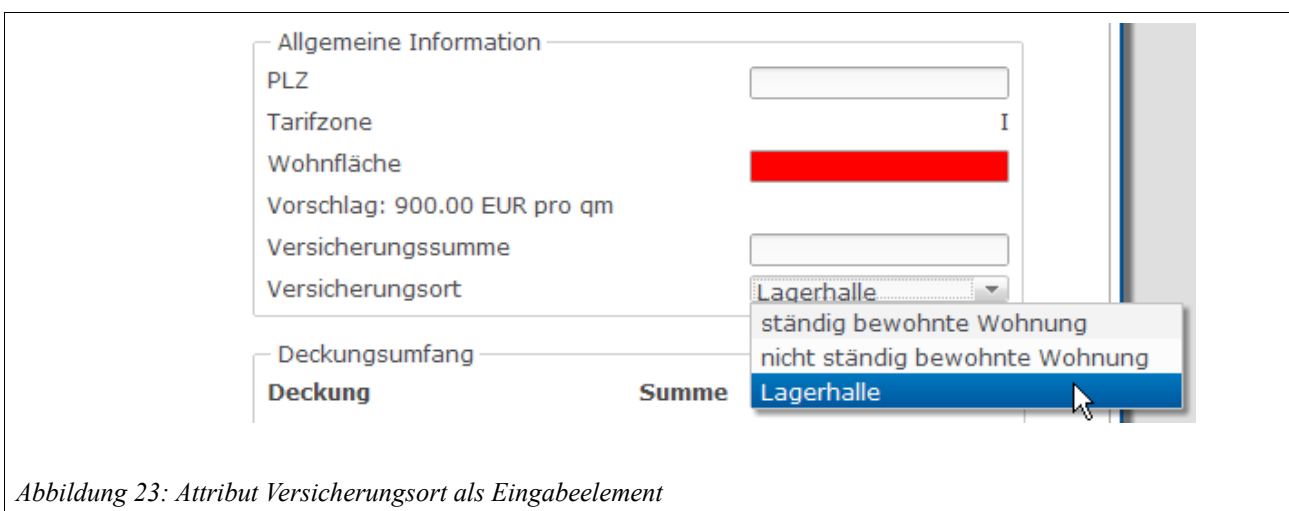 Allgemeine Information
PLZ
Tarifzone I
Wohnfläche
Vorschlag: 900.00 EUR pro qm
Versicherungssumme
Versicherungsort Lagerhalle
ständig bewohnte Wohnung
nicht ständig bewohnte Wohnung
Lagerhalle
Deckungsumfang
Deckung Summe
Abbildung 23: Attribut Versicherungsort als Eingabeelement